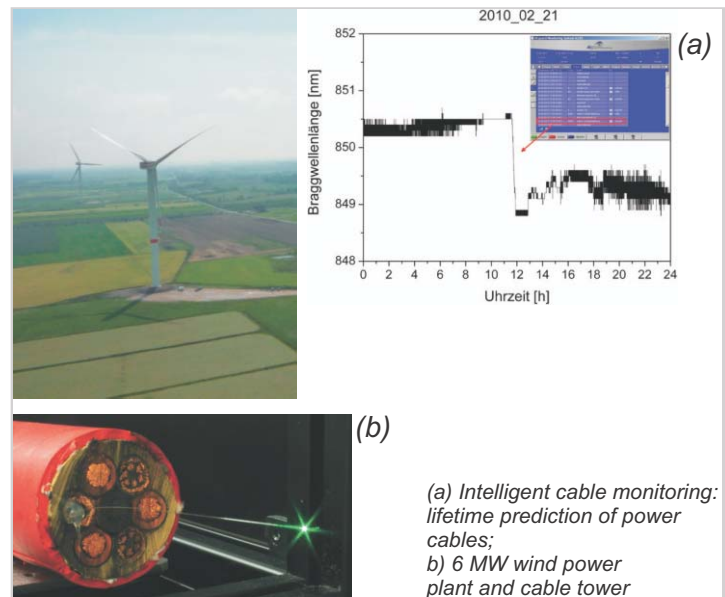 2010_02_21
(a)
852
851
850
849
848
Braggwellenlänge [nm]
0 2 4 6 8 10 12 14 16 18 20 22 24
Uhrzeit [h]
(b)
(a) Intelligent cable monitoring:
lifetime prediction of power
cables;
b) 6 MW wind power
plant and cable tower